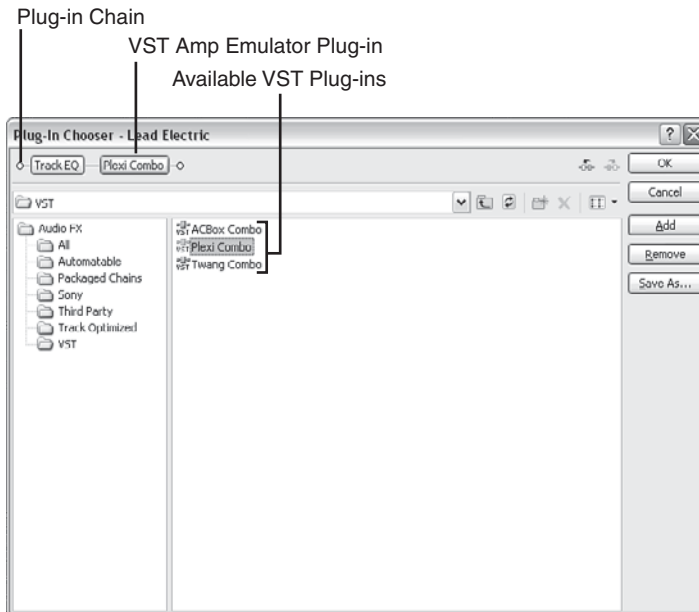 Plug-in Chain
VST Amp Emulator Plug-in
Available VST Plug-ins
Plug-In Chooser - Lead Electric
Track EQ
Plexi Combo
OK
VST
Cancel
Audio FX
All
Automatable
Packaged Chains
Sony
Third Party
Track Optimized
VST
ACBox Combo
Plexi Combo
Twang Combo
Add
Remove
Save As...